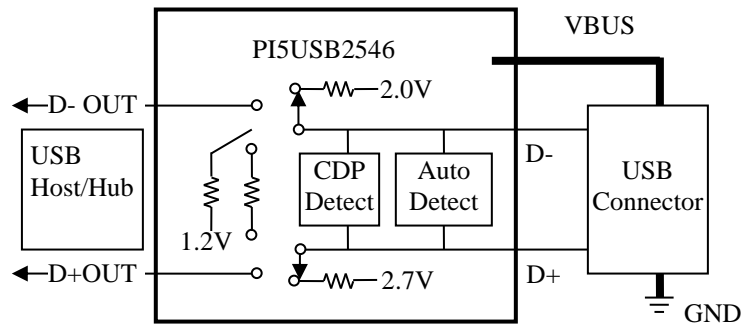 VBUS
PI5USB2546
2.0V
D- OUT
USB
Host/Hub
CDP
Detect
Auto
Detect
D-
USB
Connector
1.2V
D+OUT
2.7V
D+
GND